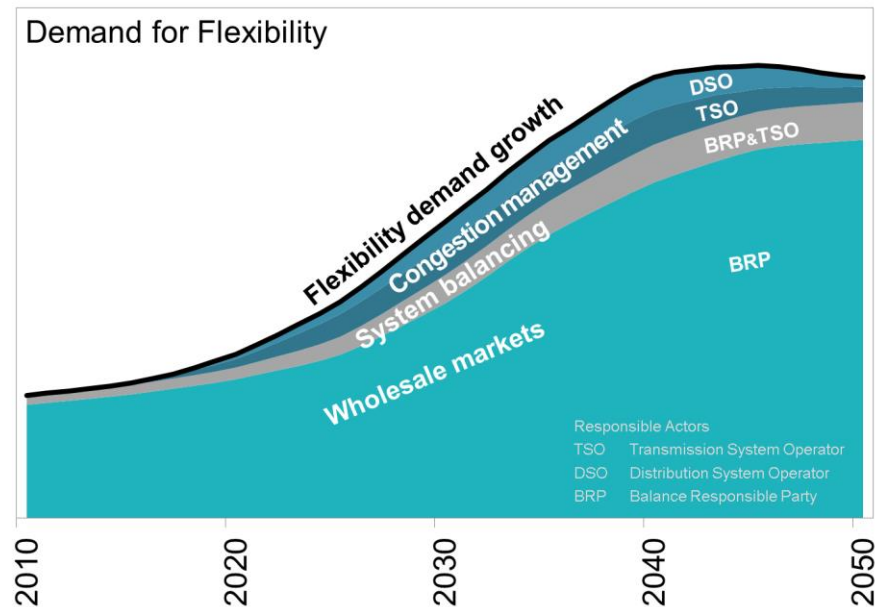 Demand for Flexibility
Flexibility demand growth
Congestion management
System balancing
Wholesale markets
DSO
TSO
BRP&TSO
BRP
Responsible Actors
TSO Transmission System Operator
DSO Distribution System Operator
BRP Balance Responsible Party
2010
2020
2030
2040
2050